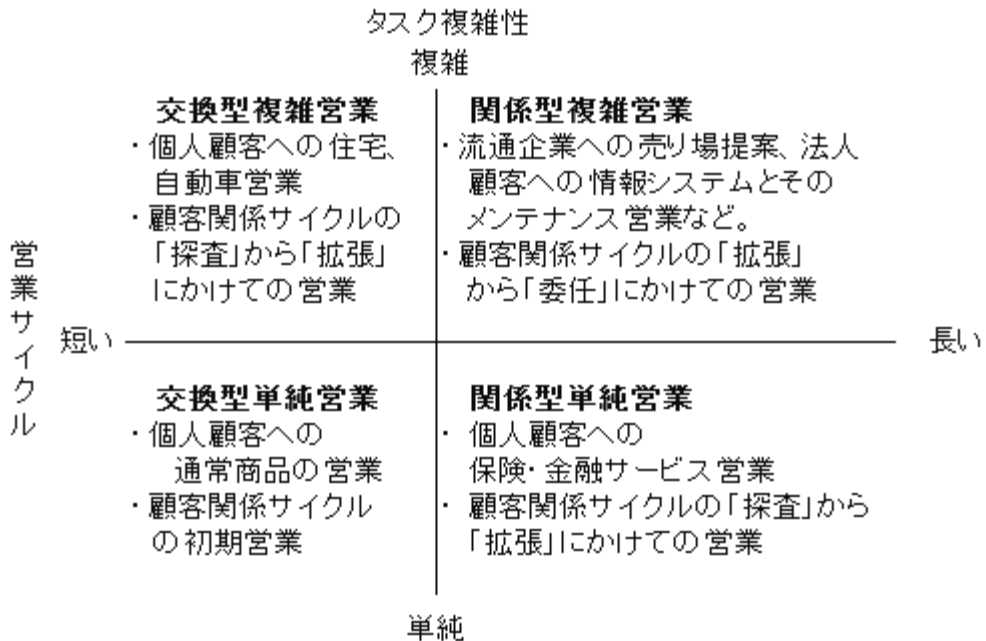 タスク複雑性
複雑
交換型複雑営業
・個人顧客への住宅、
自動車営業
・顧客関係サイクルの
「探査」から「拡張」
にかけての営業
関係型複雑営業
・流通企業への売り場提案、法人
顧客への情報システムとその
メンテナンス営業など。
・顧客関係サイクルの「拡張」
から「委任」にかけての営業
営業サイクル
短い
長い
交換型単純営業
・個人顧客への
通常商品の営業
・顧客関係サイクル
の初期営業
関係型単純営業
・個人顧客への
保険・金融サービス営業
・顧客関係サイクルの「探査」から
「拡張」にかけての営業
単純